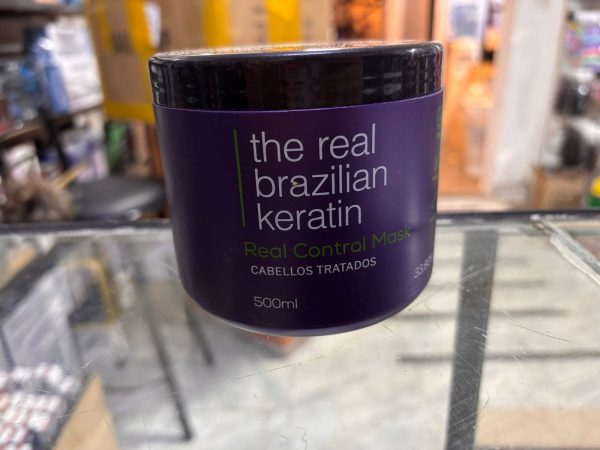 the real
brazilian
keratin
Real Control Mask
CABELLOS TRATADOS
500ml